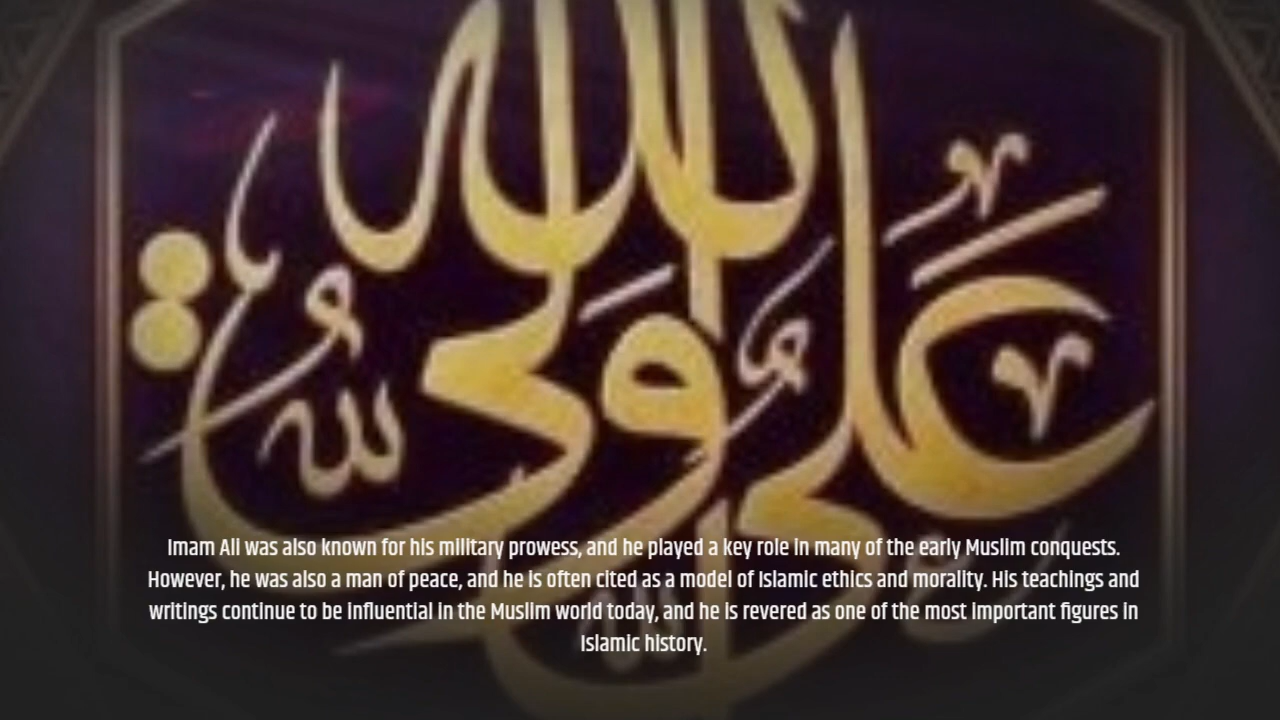 علي ولي الله
Imam Ali was also known for his military prowess, and he played a key role in many of the early Muslim conquests.
However, he was also a man of peace, and he is often cited as a model of Islamic ethics and morality. His teachings and
writings continue to be influential in the Muslim world today, and he is revered as one of the most important figures in
Islamic history.